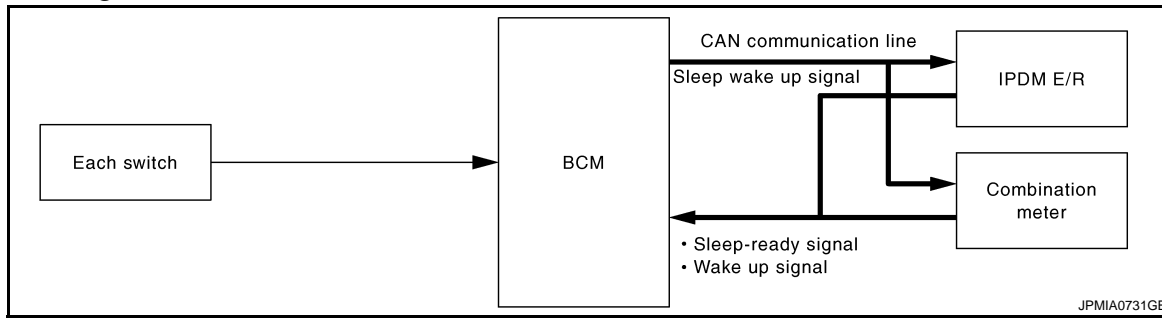 CAN communication line
Sleep wake up signal
IPDM E/R
Each switch
BCM
Combination
meter
• Sleep-ready signal
• Wake up signal